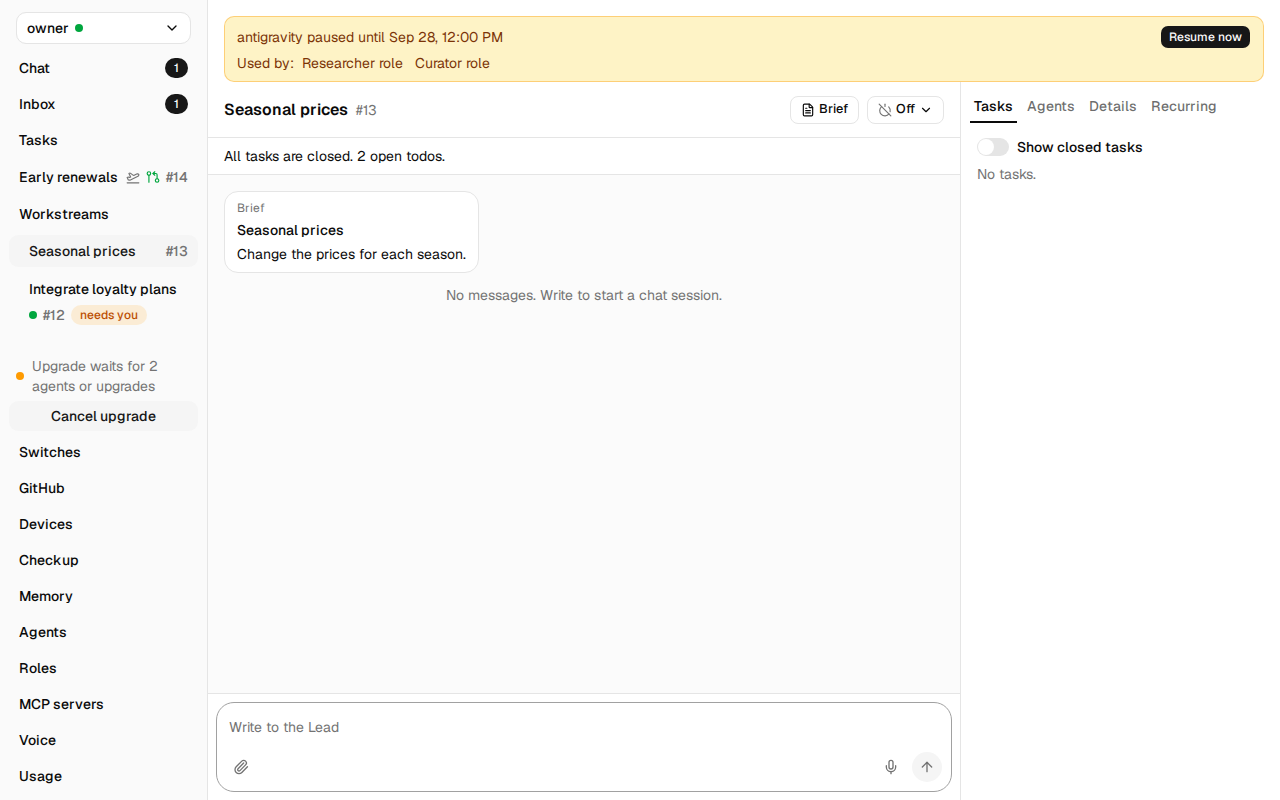 owner
Chat 1
Inbox 1
Tasks
Early renewals #14
Workstreams
Seasonal prices #13
Integrate loyalty plans
#12 needs you
Upgrade waits for 2
agents or upgrades
Cancel upgrade
Switches
GitHub
Devices
Checkup
Memory
Agents
Roles
MCP servers
Voice
Usage
antigravity paused until Sep 28, 12:00 PM
Resume now
Used by: Researcher role Curator role
Seasonal prices #13
Brief
Off
All tasks are closed. 2 open todos.
Brief
Seasonal prices
Change the prices for each season.
No messages. Write to start a chat session.
Write to the Lead
Tasks Agents Details Recurring
Show closed tasks
No tasks.